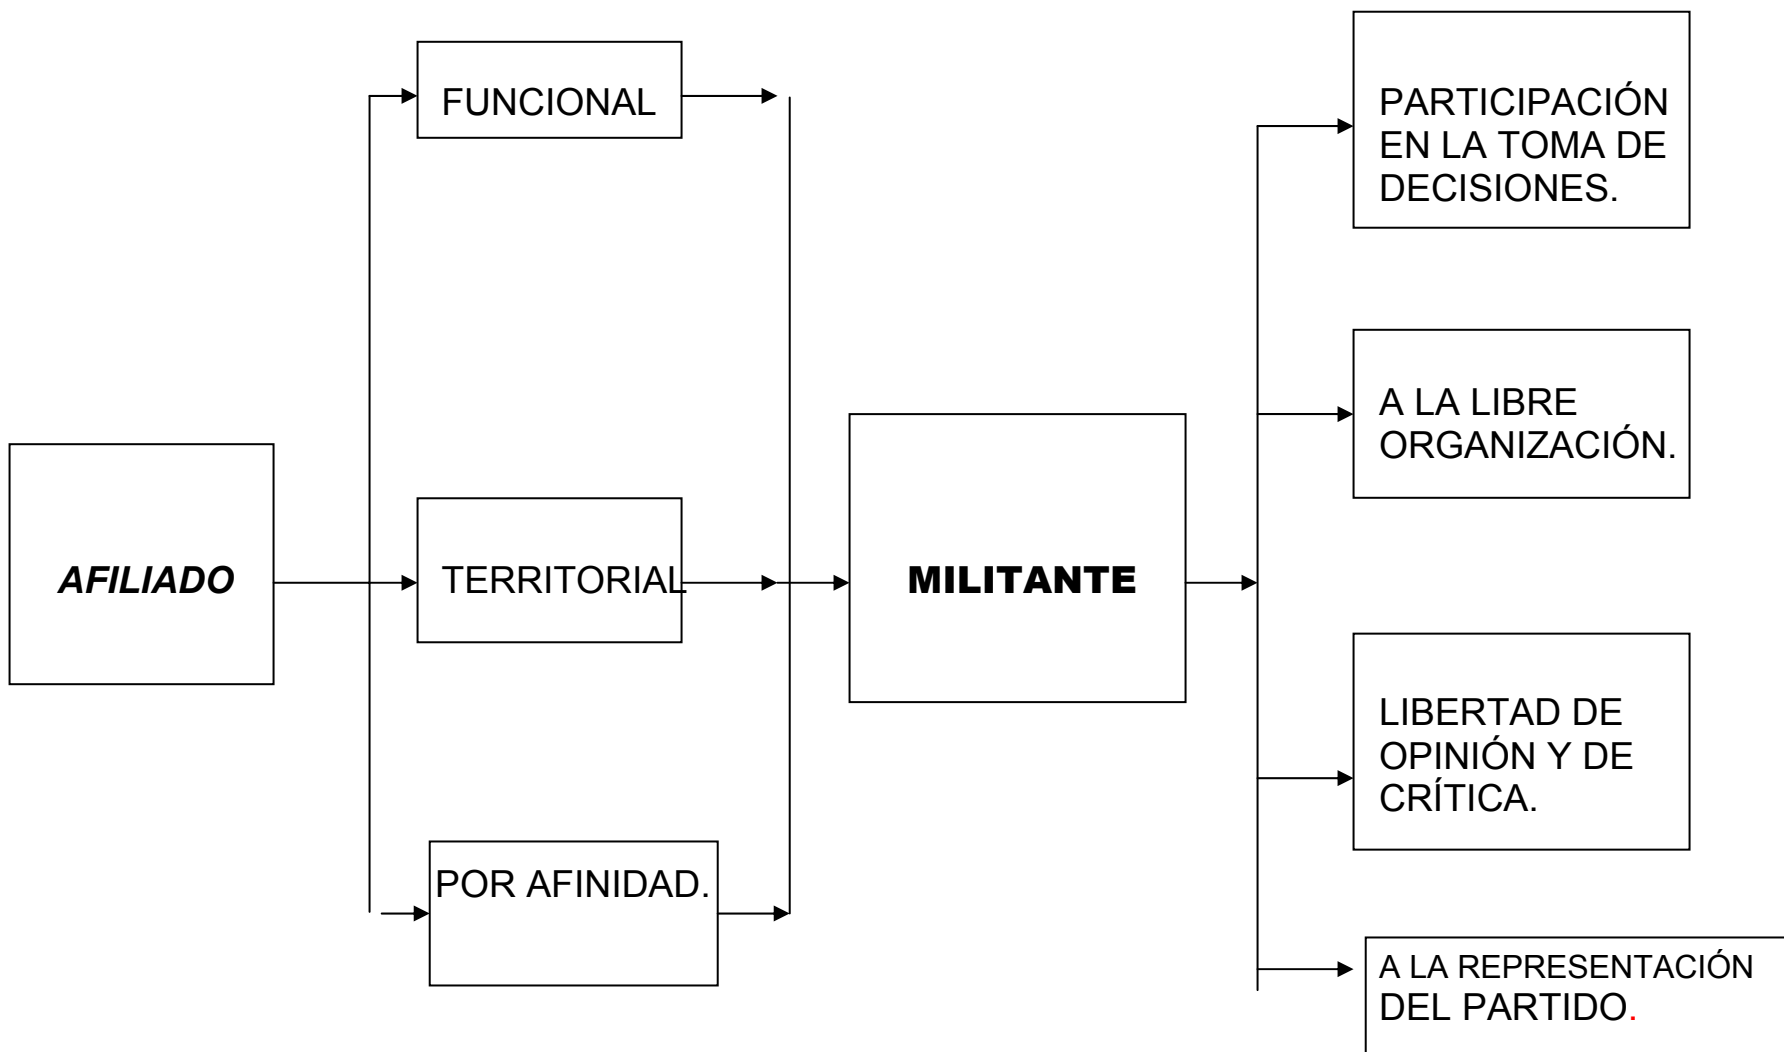 AFILIADO
FUNCIONAL
TERRITORIAL
POR AFINIDAD.
MILITANTE
PARTICIPACIÓN
EN LA TOMA DE
DECISIONES.
A LA LIBRE
ORGANIZACIÓN.
LIBERTAD DE
OPINIÓN Y DE
CRÍTICA.
A LA REPRESENTACIÓN
DEL PARTIDO.